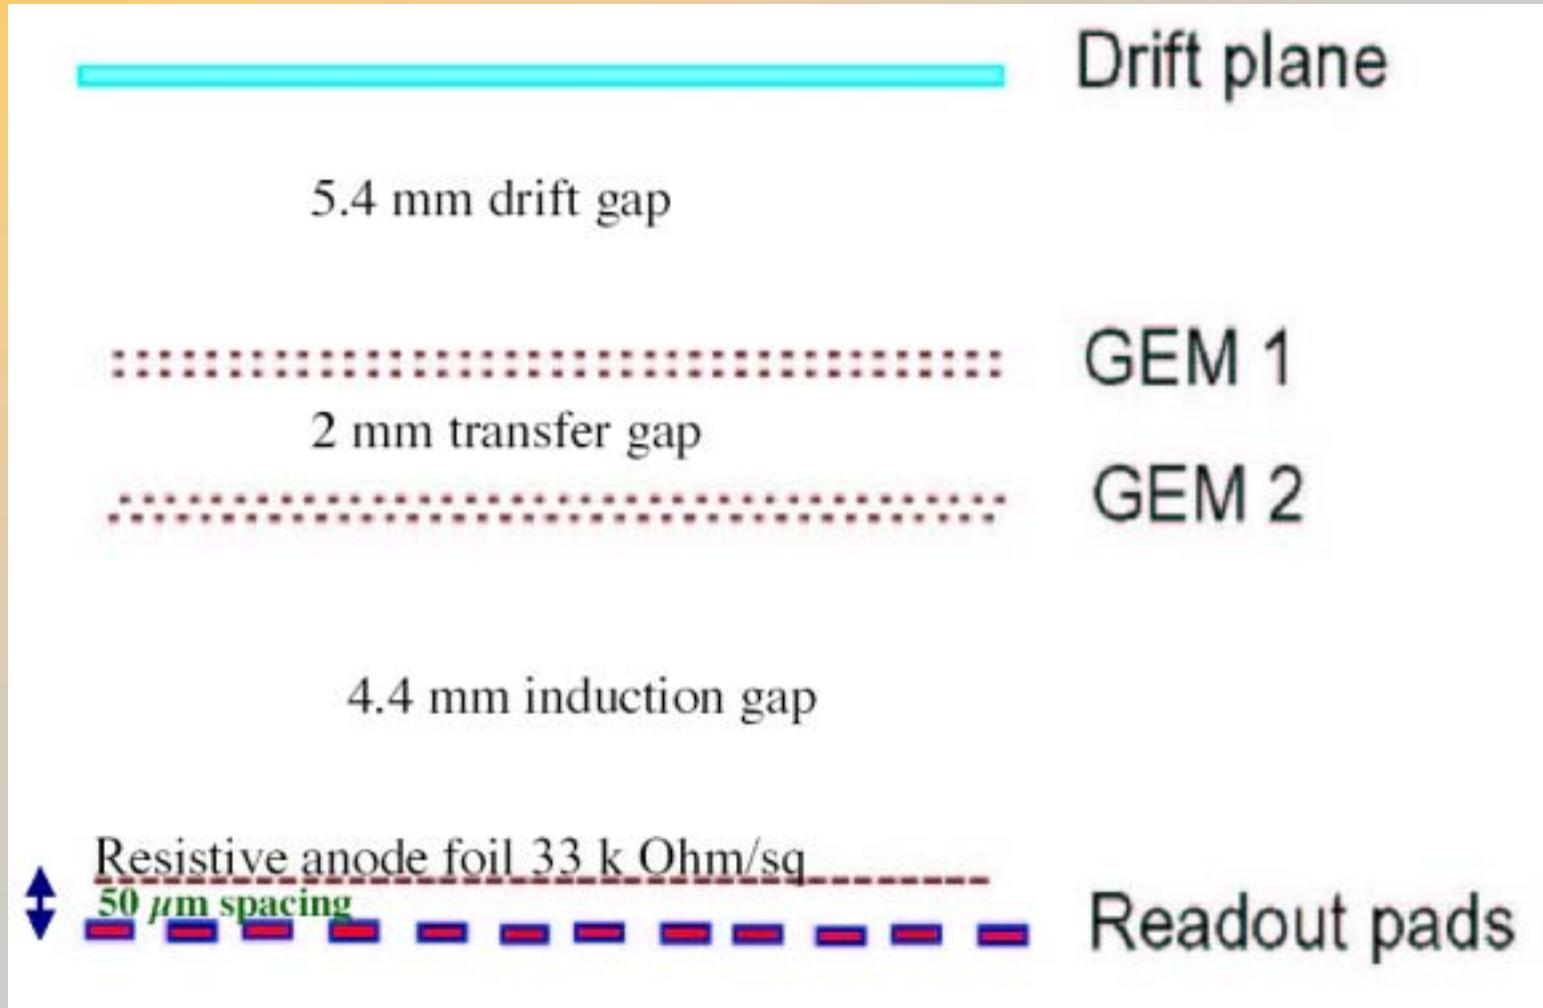 Drift plane
5.4 mm drift gap
GEM 1
2 mm transfer gap
GEM 2
4.4 mm induction gap
Resistive anode foil 33 k Ohm/sq
50 μm spacing
Readout pads